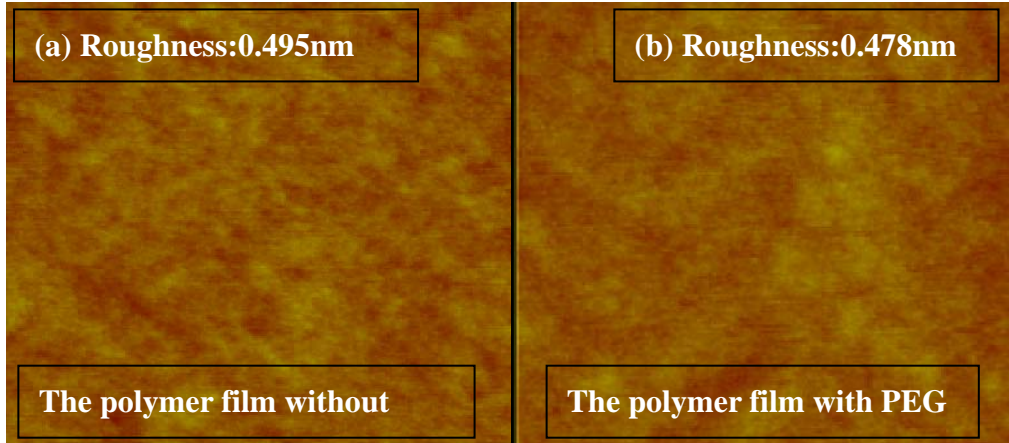 (a) Roughness:0.495nm
(b) Roughness:0.478nm
The polymer film without
The polymer film with PEG